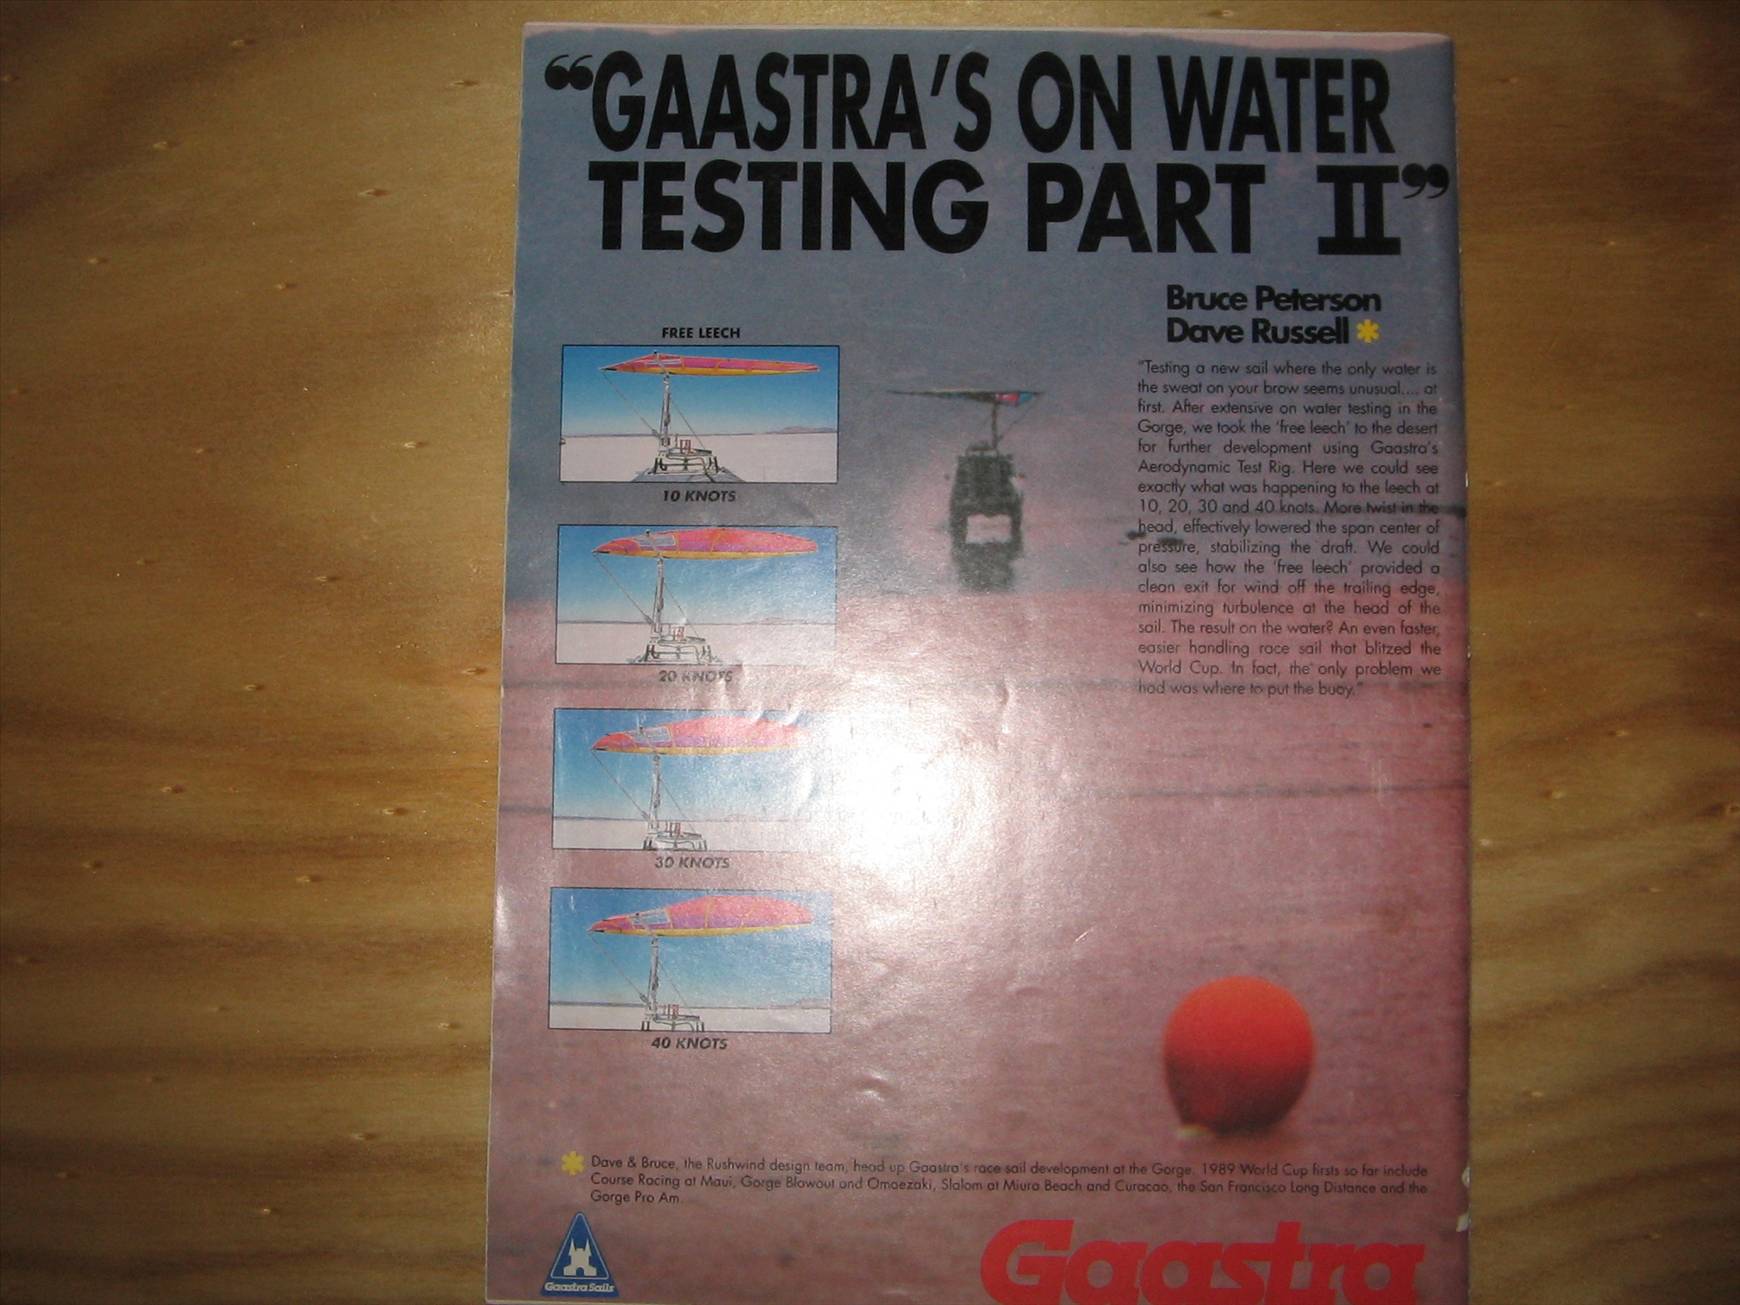 “GAASTRA'S ON WATER
TESTING PART II”
Bruce Peterson
Dave Russell *
"Testing a new sail where the only water is
the sweat on your brow seems unusual.... at
first. After extensive on water testing in the
Gorge, we took the 'free leech' to the desert
for further development using Gaastra's
Aerodynamic Test Rig. Here we could see
exactly what was happening to the leech at
10, 20, 30 and 40 knots. More twist in the
head, effectively lowered the span center of
pressure, stabilizing the draft. We could
also see how the 'free leech' provided a
clean exit for wind off the trailing edge,
minimizing turbulence at the head of the
sail. The result on the water? An even faster,
easier handling race sail that blitzed the
World Cup. In fact, the only problem we
had was where to put the buoy."
FREE LEECH
10 KNOTS
20 KNOTS
30 KNOTS
40 KNOTS
* Dave & Bruce, the Rushwind design team, head up Gaastra's race sail development at the Gorge. 1989 World Cup firsts so far include
Course Racing at Maui, Gorge Blowout and Omaezaki, Slalom at Miura Beach and Curacao, the San Francisco Long Distance and the
Gorge Pro Am.
Gaastra Sails
Gaastra